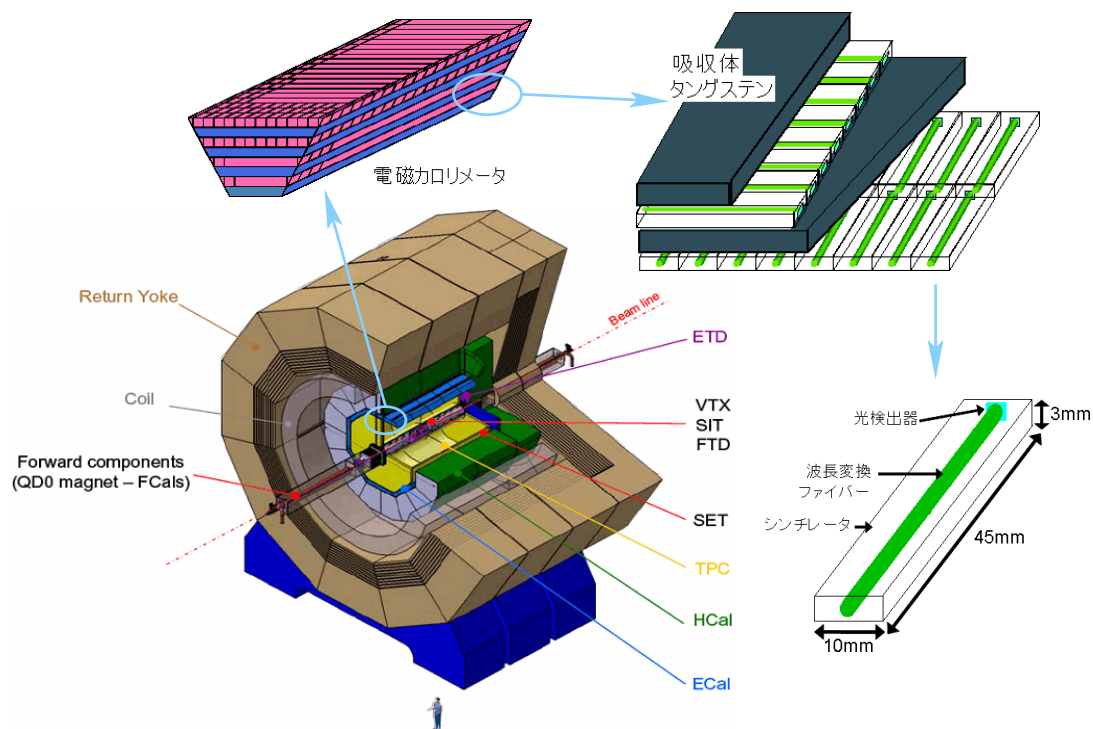 吸収体
タングステン
電磁カロリメータ
Return Yoke
Beam line
ETD
Coil
VTX
SIT
FTD
Forward components
(QD0 magnet – FCals)
SET
TPC
HCal
ECal
光検出器
3mm
波長変換
ファイバー
シンチレータ
45mm
10mm